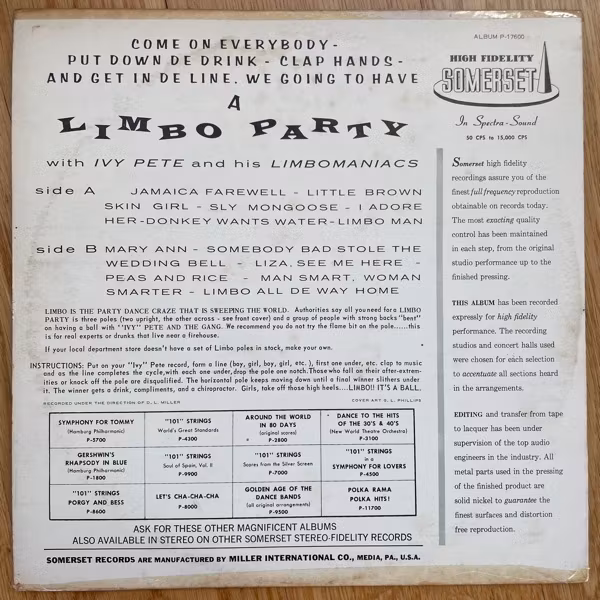 COME ON EVERYBODY -
PUT DOWN DE DRINK - CLAP HANDS -
AND GET IN DE LINE, WE GOING TO HAVE
A
LIMBO PARTY
with IVY PETE and his LIMBOMANIACS
side A JAMAICA FAREWELL - LITTLE BROWN
SKIN GIRL - SLY MONGOOSE - I ADORE
HER - DONKEY WANTS WATER - LIMBO MAN
side B MARY ANN - SOMEBODY BAD STOLE THE
WEDDING BELL - LIZA, SEE ME HERE -
PEAS AND RICE - MAN SMART, WOMAN
SMARTER - LIMBO ALL DE WAY HOME
LIMBO IS THE PARTY DANCE CRAZE THAT IS SWEEPING THE WORLD. Authorities say all you need for a LIMBO
PARTY is three poles (two upright, the other across - see front cover) and a group of people with strong backs "bent"
on having a ball with "IVY" PETE AND THE GANG. We recommend you do not try the flame bit on the pole......this
is for real experts or drunks that live near a firehouse.
If your local department store doesn't have a set of Limbo poles in stock, make your own.
INSTRUCTIONS: Put on your "Ivy" Pete record, form a line (boy, girl, boy, girl, etc.), first one under, etc. clap to music
and as the line completes the cycle, with each one under, drop the pole one notch. Those who fall on their after-extrem-
ities or knock off the pole are disqualified. The horizontal pole keeps moving down until a final winner slithers under
it. The winner gets a drink, compliments, and a chiropractor. Girls, take off those high heels....LIMBO!! IT'S A BALL.
RECORDED UNDER THE DIRECTION OF D. L. MILLER
COVER ART G. L. PHILLIPS
SYMPHONY FOR TOMMY
(Hamburg Philharmonic)
P-5700
"101" STRINGS
World's Great Standards
P-4300
AROUND THE WORLD
IN 80 DAYS
(original scores)
P-2800
DANCE TO THE HITS
OF THE 30'S & 40'S
(New World Theatre Orchestra)
P-3100
GERSHWIN'S
RHAPSODY IN BLUE
(Hamburg Philharmonic)
P-1800
"101" STRINGS
Soul of Spain, Vol. II
P-9900
"101" STRINGS
Scores from the Silver Screen
P-7000
"101" STRINGS
in a
SYMPHONY FOR LOVERS
P-4500
"101" STRINGS
PORGY AND BESS
P-8600
LET'S CHA-CHA-CHA
P-8000
GOLDEN AGE OF THE
DANCE BANDS
(all original arrangements)
P-9500
POLKA RAMA
POLKA HITS!
P-11700
ASK FOR THESE OTHER MAGNIFICENT ALBUMS
ALSO AVAILABLE IN STEREO ON OTHER SOMERSET STEREO-FIDELITY RECORDS
SOMERSET RECORDS ARE MANUFACTURED BY MILLER INTERNATIONAL CO., MEDIA, PA., U.S.A.
ALBUM P-17600
HIGH FIDELITY
SOMERSET
In Spectra-Sound
50 CPS to 15,000 CPS
Somerset high fidelity
recordings assure you of the
finest full frequency reproduction
obtainable on records today.
The most exacting quality
control has been maintained
in each step, from the original
studio performance up to the
finished pressing.
THIS ALBUM has been recorded
expressly for high fidelity
performance. The recording
studios and concert halls used
were chosen for each selection
to accentuate all sections heard
in the arrangements.
EDITING and transfer from tape
to lacquer has been under
supervision of the top audio
engineers in the industry. All
metal parts used in the pressing
of the finished product are
solid nickel to guarantee the
finest surfaces and distortion
free reproduction.